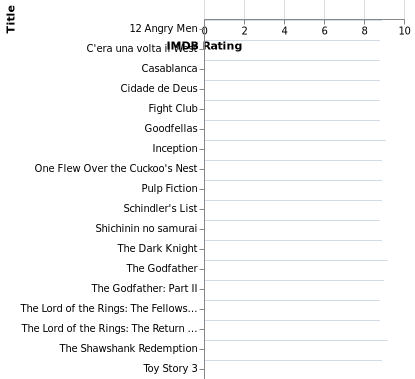 Title
12 Angry Men
0 2 4 6 8 10
IMDB Rating
C'era una volta il West
Casablanca
Cidade de Deus
Fight Club
Goodfellas
Inception
One Flew Over the Cuckoo's Nest
Pulp Fiction
Schindler's List
Shichinin no samurai
The Dark Knight
The Godfather
The Godfather: Part II
The Lord of the Rings: The Fellows…
The Lord of the Rings: The Return …
The Shawshank Redemption
Toy Story 3